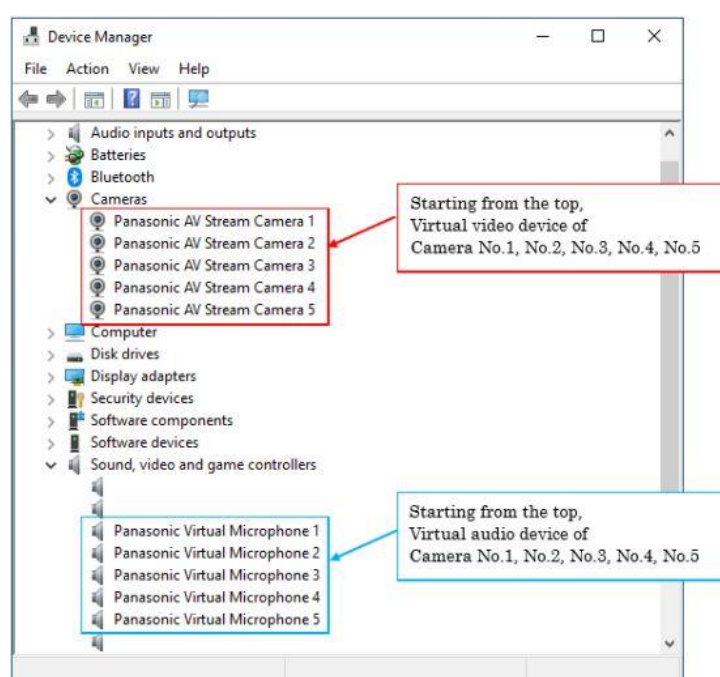 Device Manager
File Action View Help
Audio inputs and outputs
Batteries
Bluetooth
Cameras
Panasonic AV Stream Camera 1
Panasonic AV Stream Camera 2
Panasonic AV Stream Camera 3
Panasonic AV Stream Camera 4
Panasonic AV Stream Camera 5
Starting from the top,
Virtual video device of
Camera No.1, No.2, No.3, No.4, No.5
Computer
Disk drives
Display adapters
Security devices
Software components
Software devices
Sound, video and game controllers
Panasonic Virtual Microphone 1
Panasonic Virtual Microphone 2
Panasonic Virtual Microphone 3
Panasonic Virtual Microphone 4
Panasonic Virtual Microphone 5
Starting from the top,
Virtual audio device of
Camera No.1, No.2, No.3, No.4, No.5